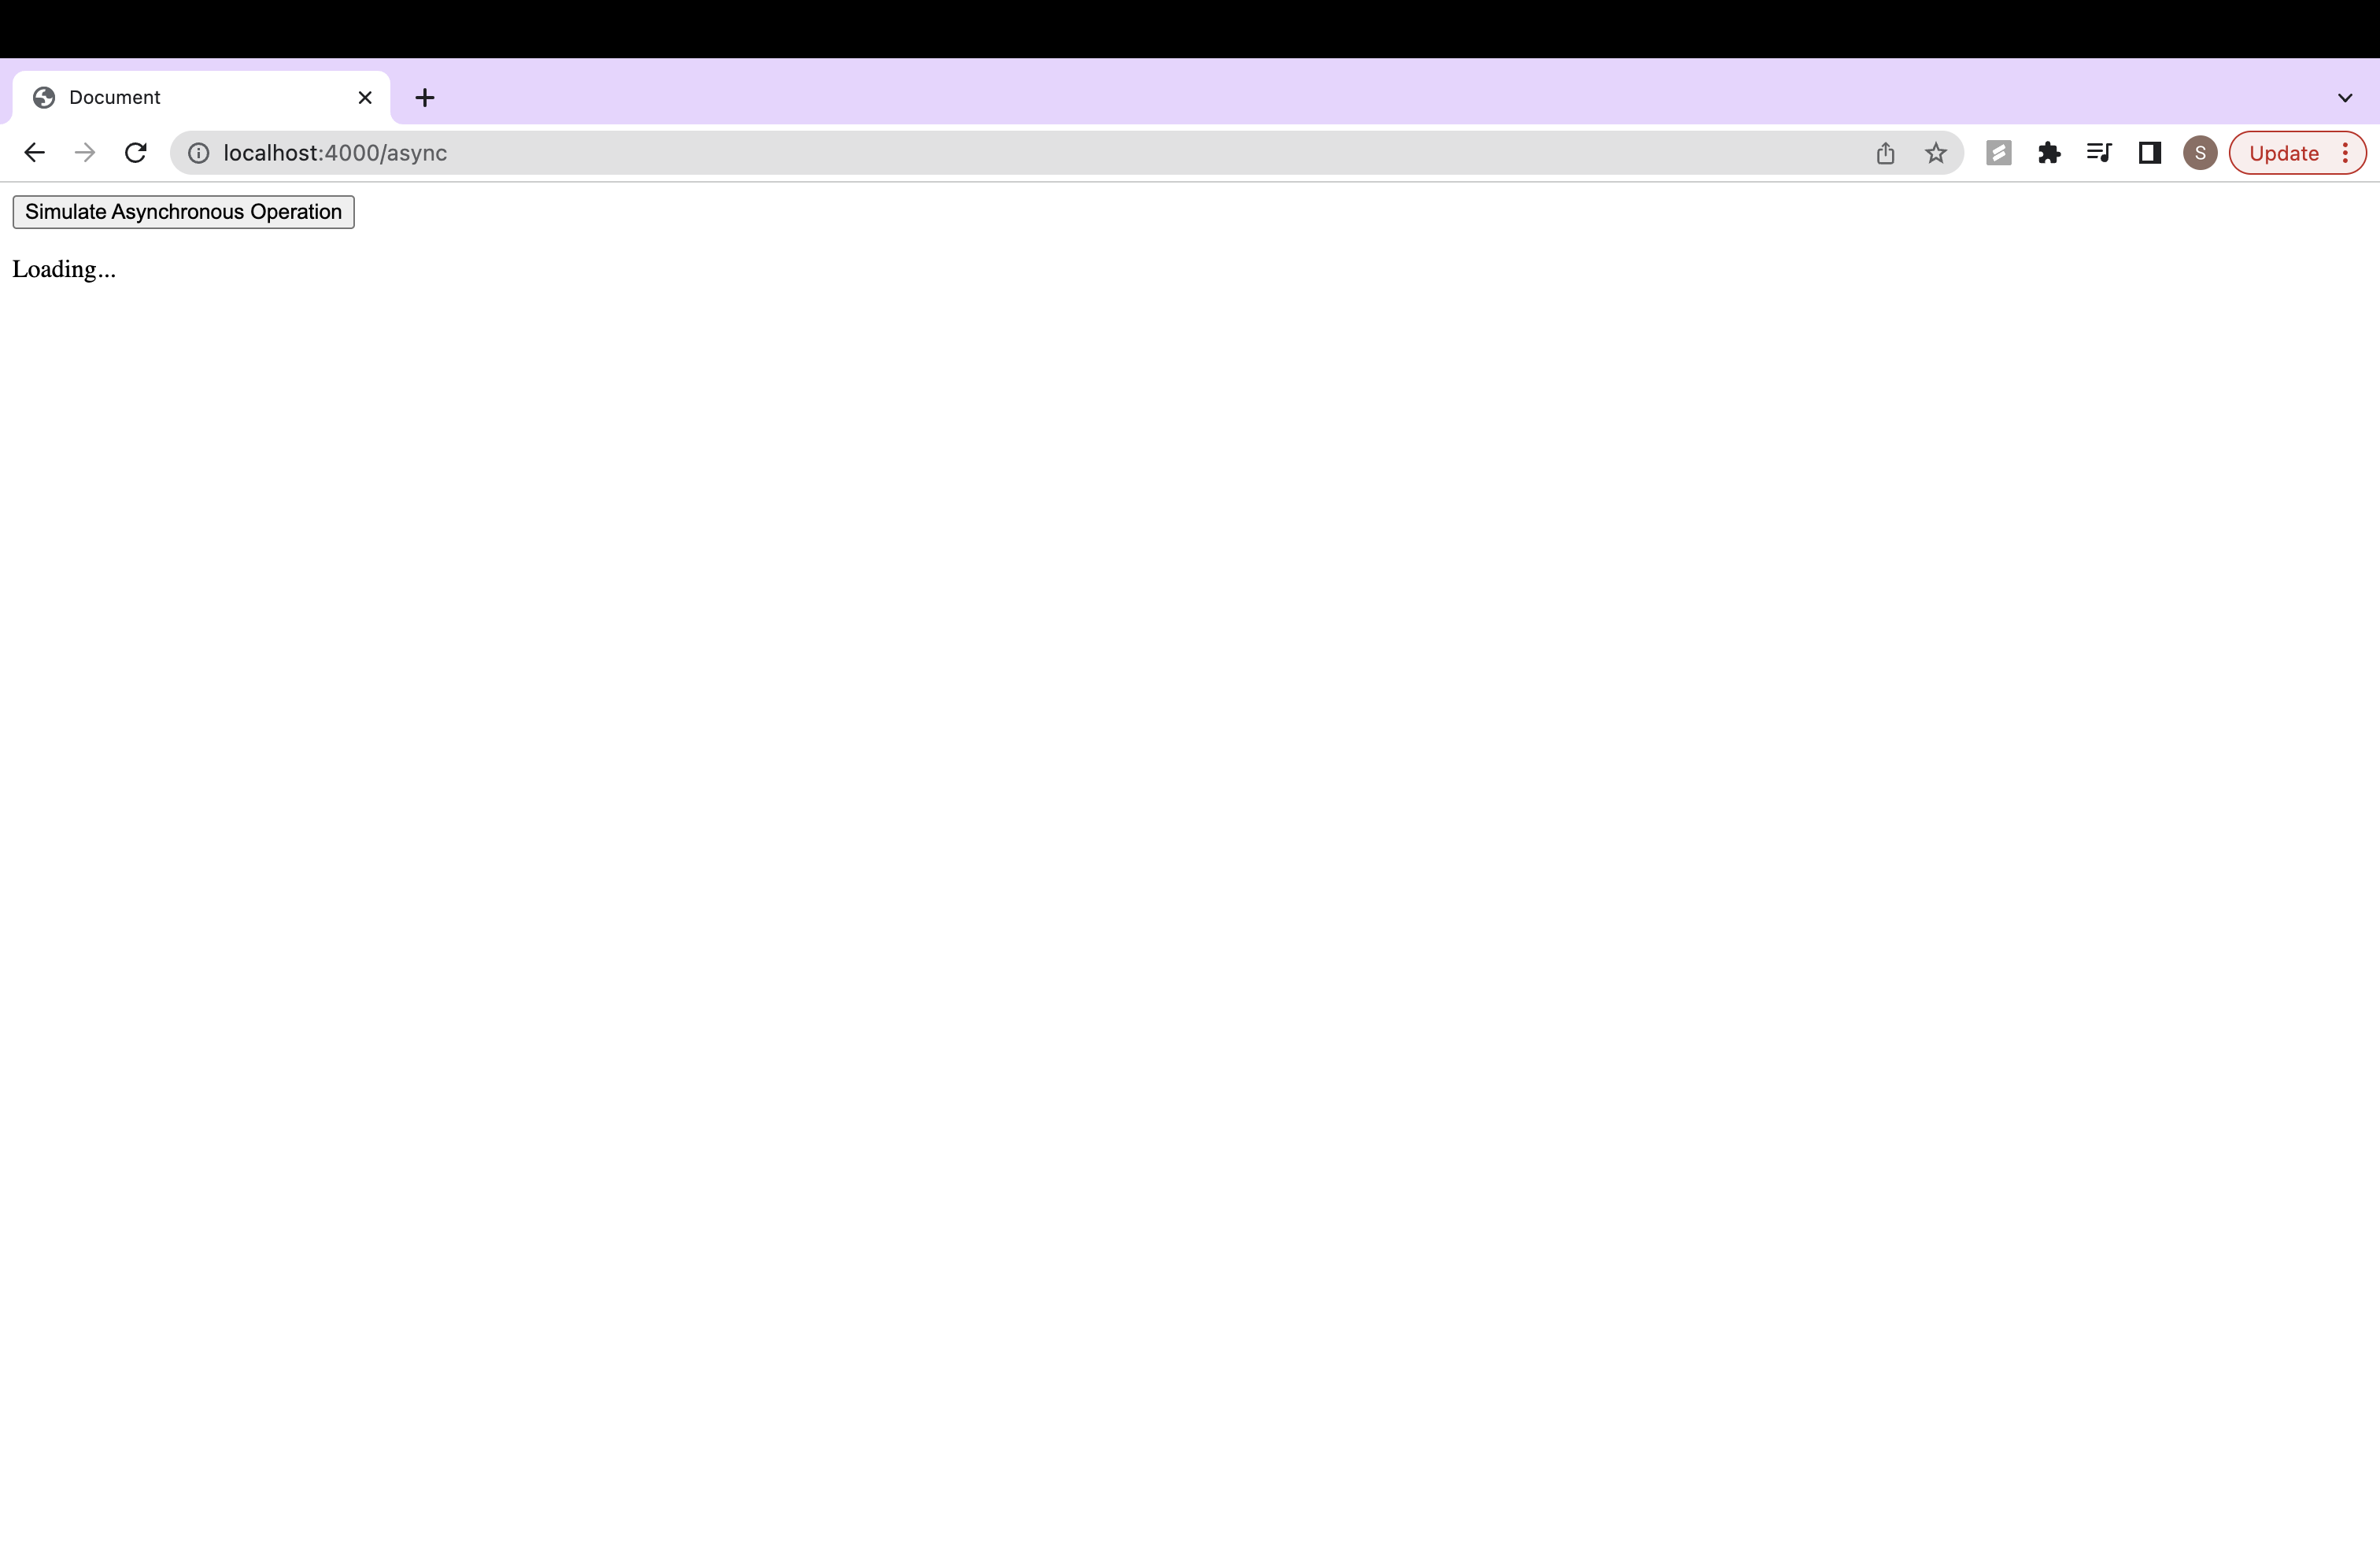 Document
localhost:4000/async
S
Update
Simulate Asynchronous Operation
Loading...